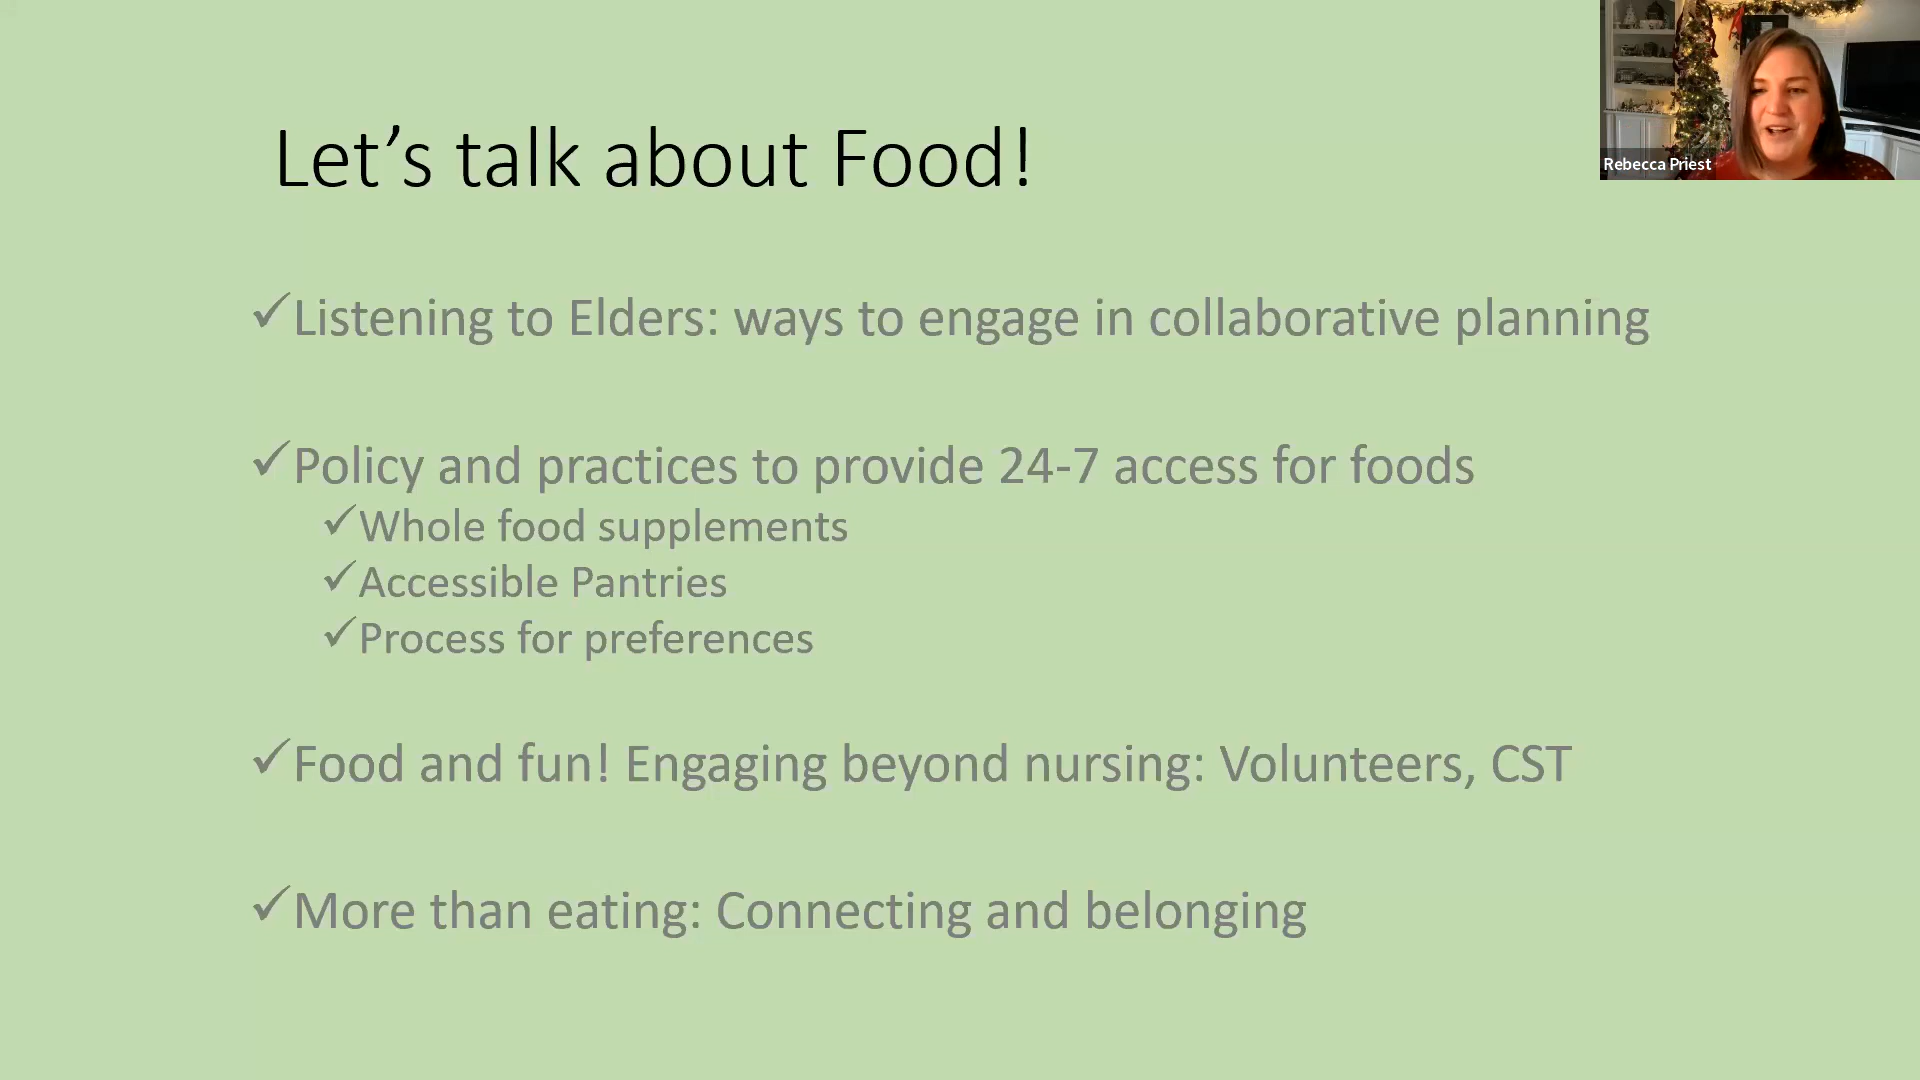 Let’s talk about Food!
Rebecca Priest
✓Listening to Elders: ways to engage in collaborative planning
✓Policy and practices to provide 24-7 access for foods
✓Whole food supplements
✓Accessible Pantries
✓Process for preferences
✓Food and fun! Engaging beyond nursing: Volunteers, CST
✓More than eating: Connecting and belonging